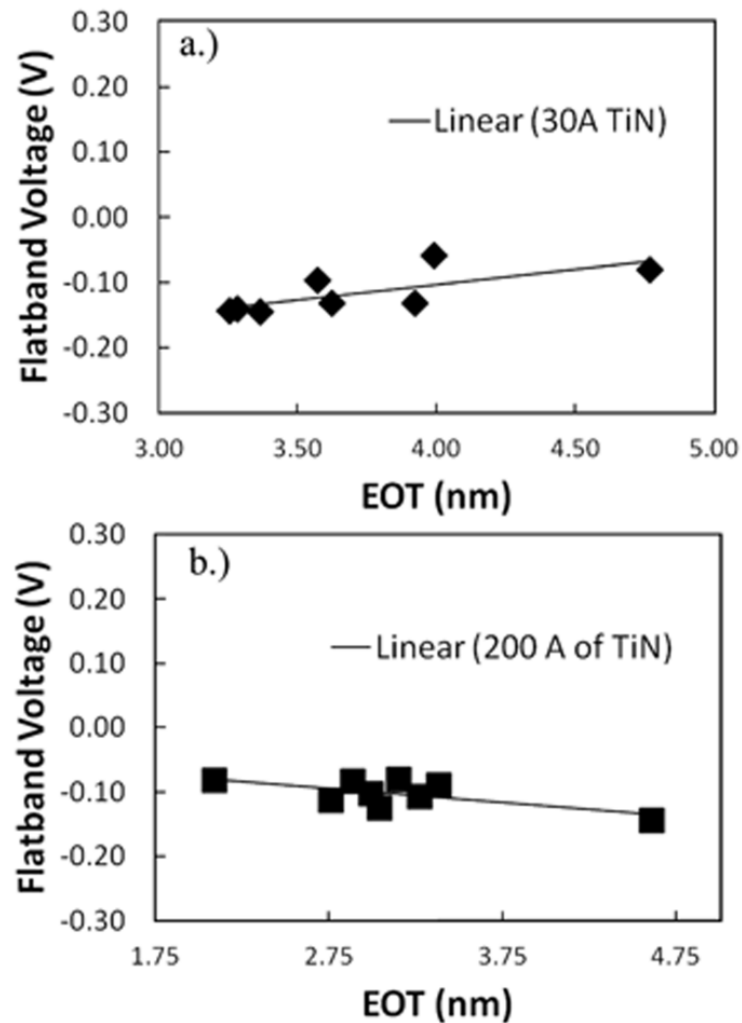 a.)
0.30
0.20
0.10
0.00
-0.10
-0.20
-0.30
Flatband Voltage (V)
Linear (30A TiN)
3.00 3.50 4.00 4.50 5.00
EOT (nm)
b.)
0.30
0.20
0.10
0.00
-0.10
-0.20
-0.30
Flatband Voltage (V)
Linear (200 A of TiN)
1.75 2.75 3.75 4.75
EOT (nm)